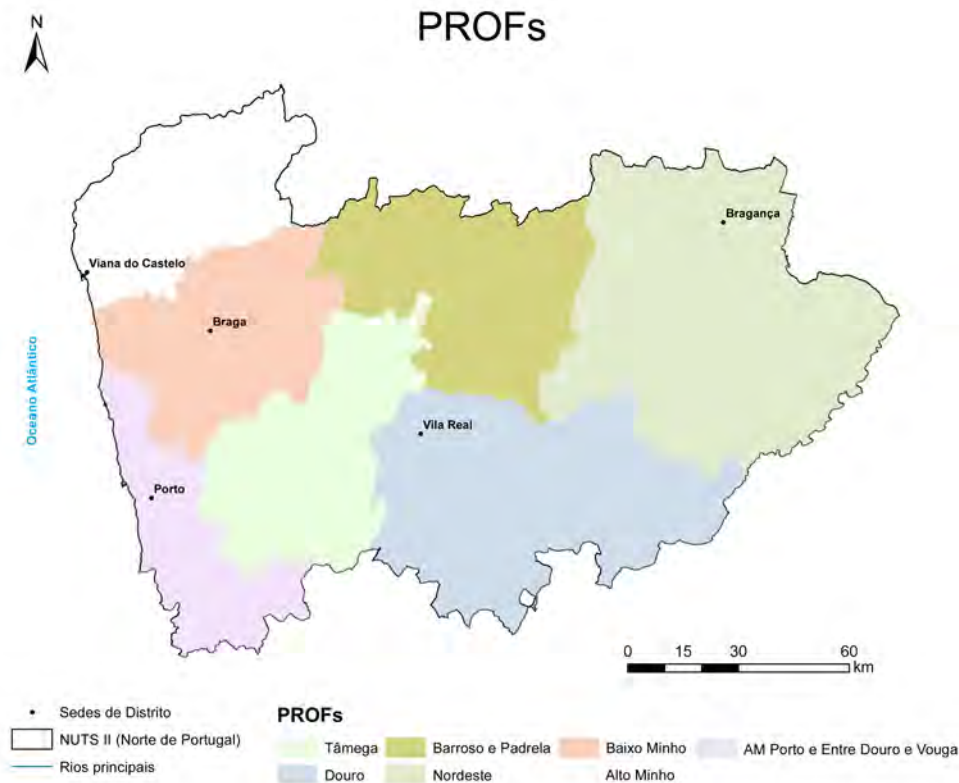 PROFs
N
Bragança
Viana do Castelo
Braga
Oceano Atlântico
Vila Real
Porto
0 15 30 60
km
Sedes de Distrito
NUTS II (Norte de Portugal)
Rios principais
PROFs
Tâmega
Barroso e Padrela
Baixo Minho
AM Porto e Entre Douro e Vouga
Douro
Nordeste
Alto Minho